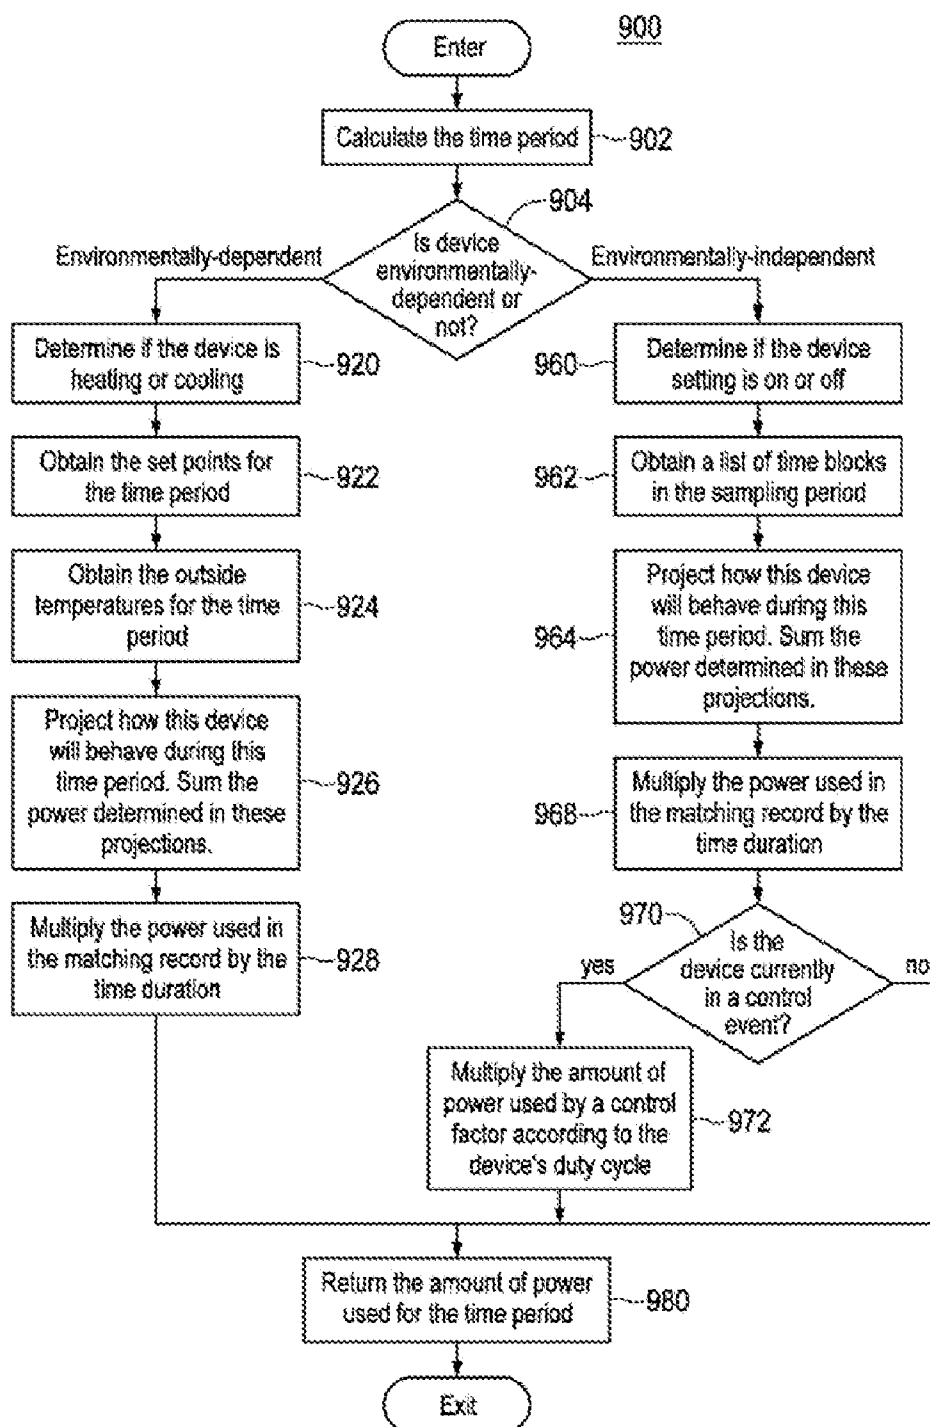 900
Enter
Calculate the time period
902
904
Is device
environmentally-
dependent or
not?
Environmentally-dependent
Environmentally-independent
Determine if the device is
heating or cooling
920
Obtain the set points for
the time period
922
Obtain the outside
temperatures for the time
period
924
Project how this device
will behave during this
time period. Sum the
power determined in these
projections.
926
Multiply the power used in
the matching record by the
time duration
928
Determine if the device
setting is on or off
960
Obtain a list of time blocks
in the sampling period
962
Project how this device
will behave during this
time period. Sum the
power determined in these
projections.
964
Multiply the power used in
the matching record by the
time duration
968
970
Is the
device currently
in a control
event?
yes
no
Multiply the amount of
power used by a control
factor according to the
device's duty cycle
972
Return the amount of power
used for the time period
980
Exit